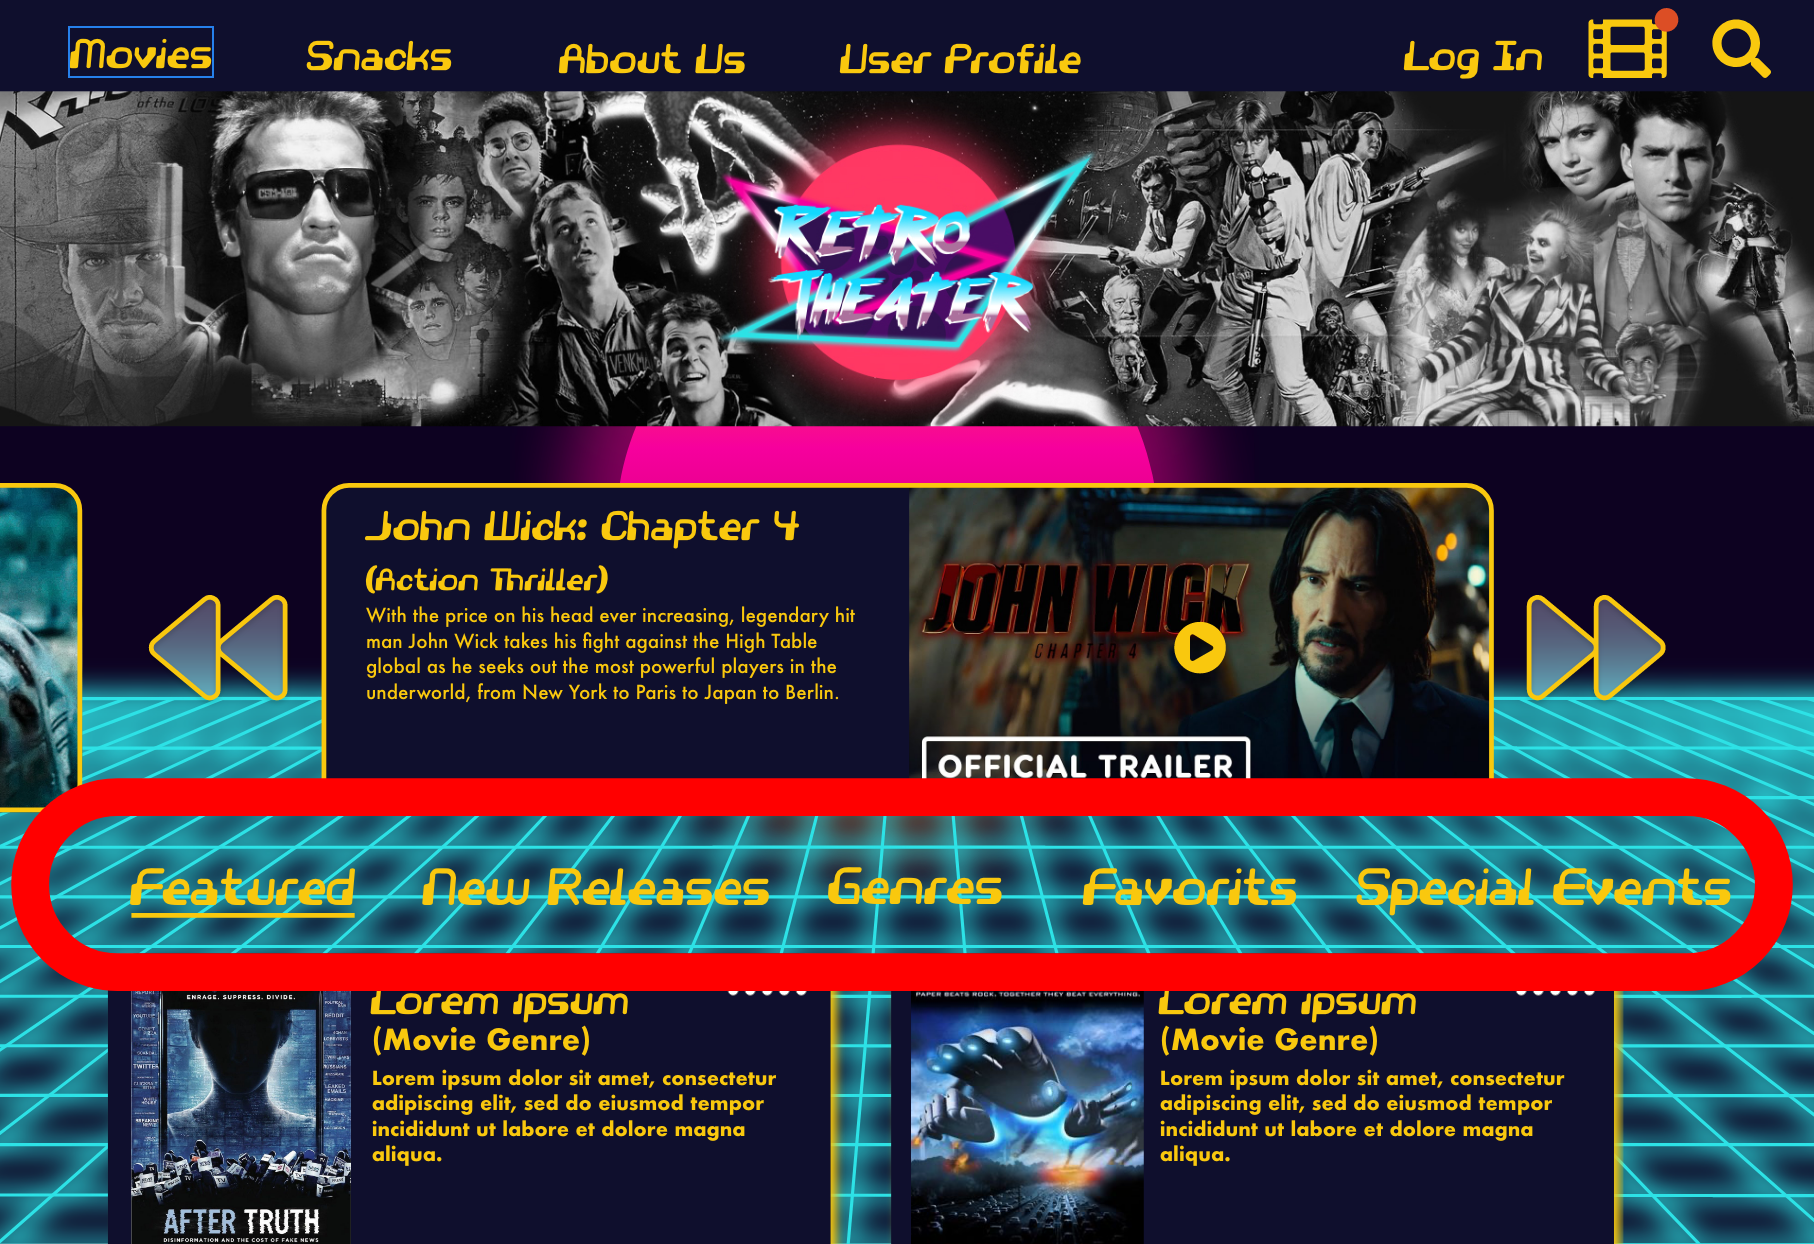 Movies
Snacks
About Us
User Profile
Log In
of the LO
RETRO
THEATER
VENKM
John Wick: Chapter 4
(Action Thriller)
With the price on his head ever increasing, legendary hit
man John Wick takes his fight against the High Table
global as he seeks out the most powerful players in the
underworld, from New York to Paris to Japan to Berlin.
JOHN WICK
CHAPTER 4
OFFICIAL TRAILER
Featured
New Releases
Genres
Favorits
Special Events
ENRAGE. SUPPRESS. DIVIDE.
TWITTER
REDDIT
AFTER TRUTH
DISINFORMATION AND THE COST OF FAKE NEWS
Lorem ipsum
(Movie Genre)
Lorem ipsum dolor sit amet, consectetur
adipiscing elit, sed do eiusmod tempor
incididunt ut labore et dolore magna
aliqua.
PAPER BEATS ROCK, TOGETHER THEY BEAT EVERYTHING.
Lorem ipsum
(Movie Genre)
Lorem ipsum dolor sit amet, consectetur
adipiscing elit, sed do eiusmod tempor
incididunt ut labore et dolore magna
aliqua.